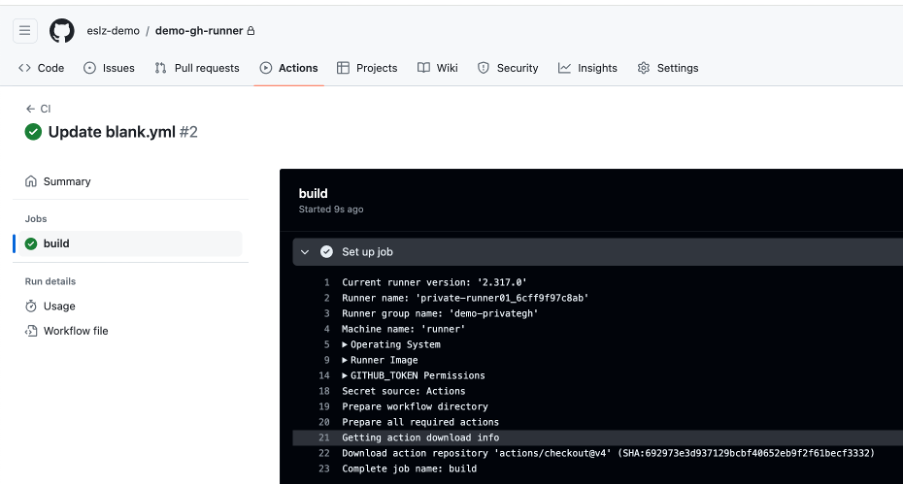 eslz-demo / demo-gh-runner
Code Issues Pull requests Actions Projects Wiki Security Insights Settings
CI
Update blank.yml #2
Summary
Jobs
build
Run details
Usage
Workflow file
build
Started 9s ago
Set up job
1 Current runner version: '2.317.0'
2 Runner name: 'private-runner01_6cff9f97c8ab'
3 Runner group name: 'demo-privategh'
4 Machine name: 'runner'
5 Operating System
9 Runner Image
14 GITHUB_TOKEN Permissions
18 Secret source: Actions
19 Prepare workflow directory
20 Prepare all required actions
21 Getting action download info
22 Download action repository 'actions/checkout@v4' (SHA:692973e3d937129bcbf40652eb9f2f61becf3332)
23 Complete job name: build